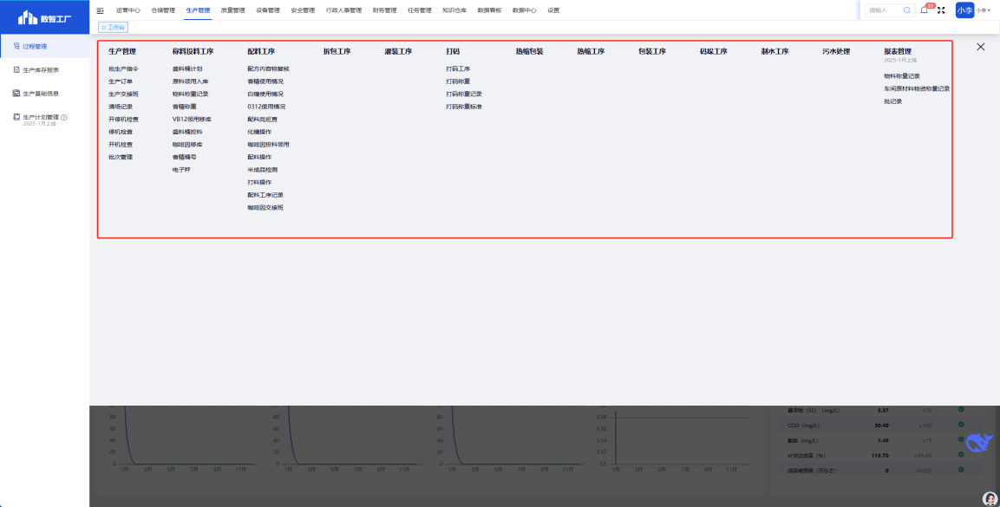 数智工厂
运营中心 仓储管理 生产管理 质量管理 设备管理 安全管理 行政人事管理 财务管理 任务管理 知识仓库 数据看板 数据中心 设置
请输入
33
小李
小李
工作台
过程管理
生产库存报表
生产基础信息
生产计划管理
2025-1月上线
生产管理
批生产指令
生产订单
生产交接班
清场记录
开停机检查
停机检查
开机检查
批次管理
称料投料工序
盛料桶计划
原料领用入库
物料称量记录
香精称重
VB12领用移库
盛料桶投料
咖啡因移库
香精桶号
电子秤
配料工序
配方内容物复核
香精使用情况
白糖使用情况
0312使用情况
配料岗巡查
化糖操作
咖啡因投料领用
配料操作
半成品检测
打料操作
配料工序记录
咖啡因交接班
拆包工序
灌装工序
打码
打码工序
打码称重
打码称重记录
打码称重标准
热缩包装
热缩工序
包装工序
码垛工序
制水工序
污水处理
报表管理
2025-1月上线
物料称量记录
车间原材料物资称量记录
批记录
80 60 40 20 0
1月 3月 5月 7月 9月 11月
80 60 40 20 0
1月 3月 5月 7月 9月 11月
80 60 40 20 0
1月 3月 5月 7月 9月 11月
3.58 3.56 3.54 3.52 3.5
1月 3月 5月 7月 9月 11月
悬浮物（SS）（mg/L） ≤70
COD（mg/L） 30.40 ≤100
氨氮（mg/L） 1.49 ≤15
计划达成率（%） 110.70
成品破损率（万分之） 0